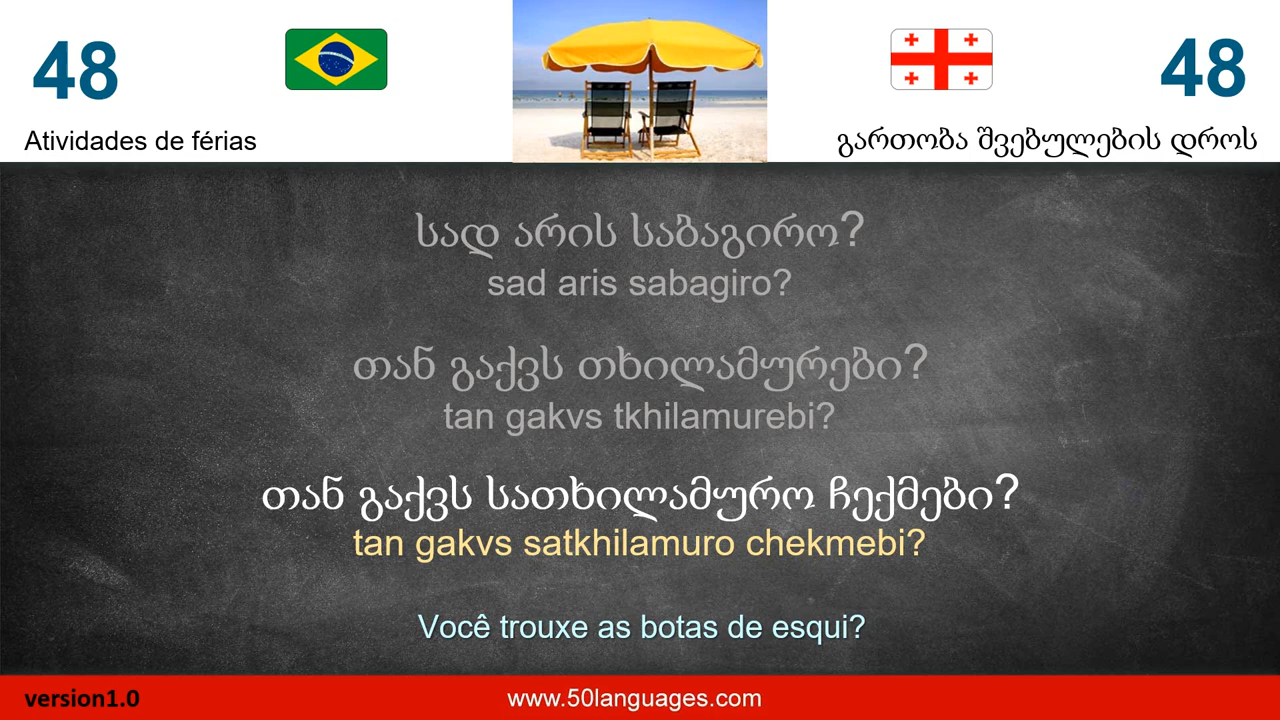 48
48
Atividades de férias
გართობა შვებულების დროს
სად არის საბაგირო?
sad aris sabagiro?
თან გაქვს თხილამურები?
tan gakvs tkhilamurebi?
თან გაქვს სათხილამურო ჩექმები?
tan gakvs satkhilamuro chekmebi?
Você trouxe as botas de esqui?
version1.0
www.50languages.com